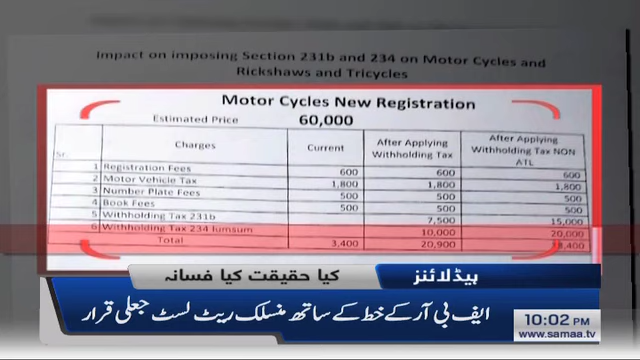 Impact on imposing Section 231b and 234 on Motor Cycles and
Rickshaws and Tricycles
Motor Cycles New Registration
Estimated Price 60,000
Sr. Charges Current After Applying Withholding Tax After Applying Withholding Tax NON ATL
1 Registration Fees 600 600 600
2 Motor Vehicle Tax 1,800 1,800 1,800
3 Number Plate Fees 500 500 500
4 Book Fees 500 500 500
5 Withholding Tax 231b 7,500 15,000
6 Withholding Tax 234 lumsum 10,000 20,000
Total 3,400 20,900
ہیڈلائنز کیا حقیقت کیا فسانہ
ایف بی آر کے خط کے ساتھ منسلک ریٹ لسٹ جعلی قرار
10:02 PM
www.samaa.tv